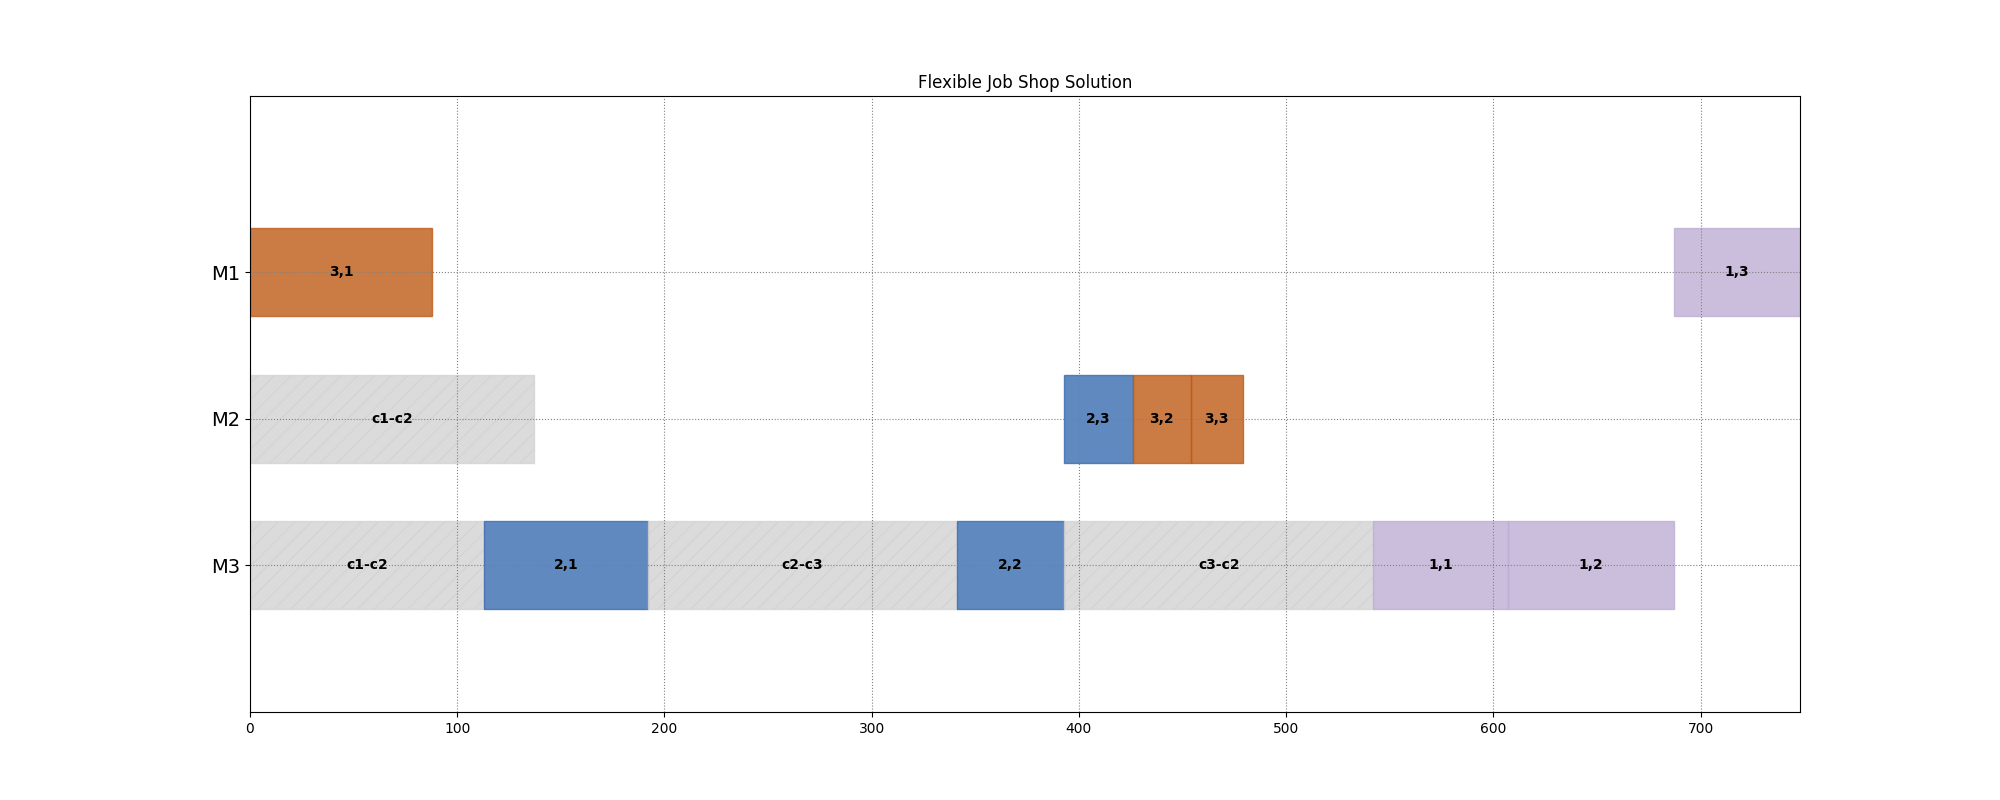 Flexible Job Shop Solution
M1
3,1
1,3
M2
c1-c2
2,3
3,2
3,3
M3
c1-c2
2,1
c2-c3
2,2
c3-c2
1,1
1,2
0 100 200 300 400 500 600 700